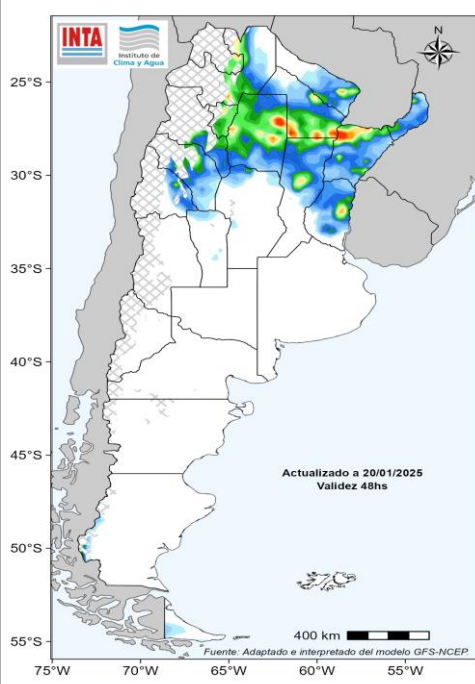 INTA
Instituto de
Clima y Agua
N
25°S
30°S
35°S
40°S
45°S
50°S
55°S
Actualizado a 20/01/2025
Validez 48hs
400 km
Fuente: Adaptado e interpretado del modelo GFS-NCEP.
75°W
70°W
65°W
60°W
55°W